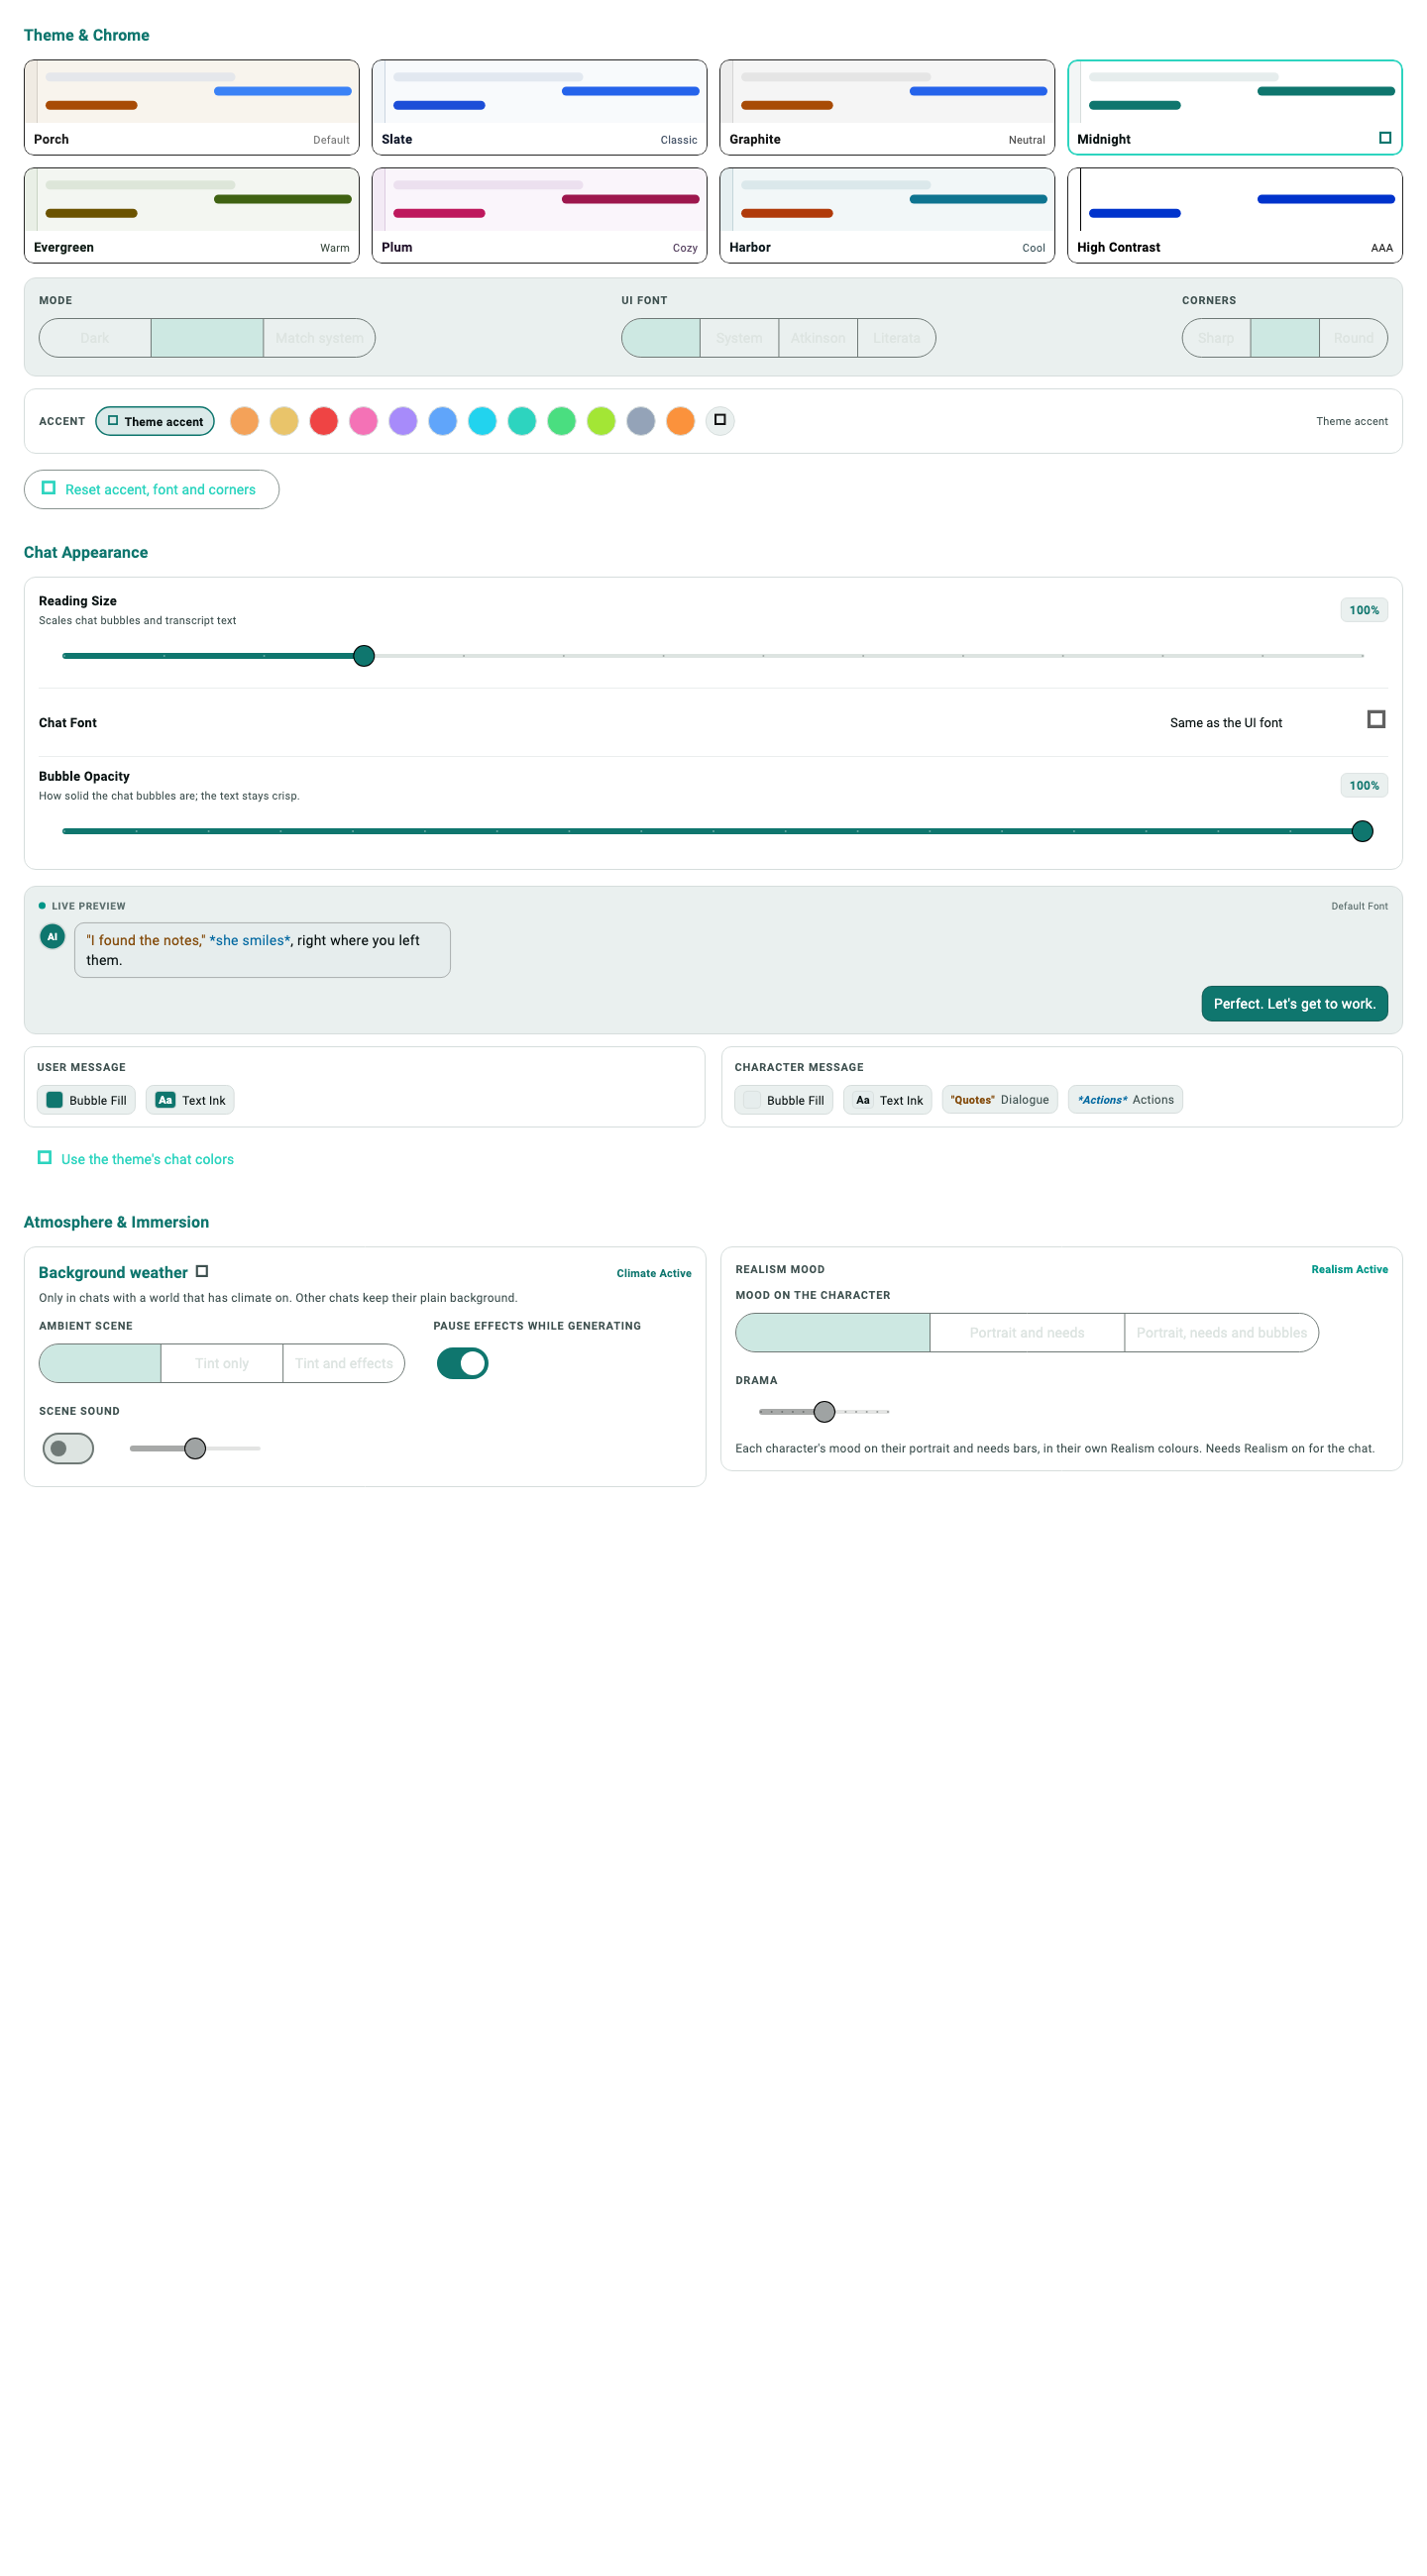 Theme & Chrome
Porch Default
Slate Classic
Graphite Neutral
Midnight
Evergreen Warm
Plum Cozy
Harbor Cool
High Contrast AAA
MODE
Dark Match system
UI FONT
System Atkinson Literata
CORNERS
Sharp Round
ACCENT Theme accent Theme accent
Reset accent, font and corners
Chat Appearance
Reading Size
Scales chat bubbles and transcript text
100%
Chat Font Same as the UI font
Bubble Opacity
How solid the chat bubbles are; the text stays crisp.
100%
LIVE PREVIEW Default Font
AI
"I found the notes," *she smiles*, right where you left
them.
Perfect. Let's get to work.
USER MESSAGE
Bubble Fill Aa Text Ink
CHARACTER MESSAGE
Bubble Fill Aa Text Ink "Quotes" Dialogue *Actions* Actions
Use the theme's chat colors
Atmosphere & Immersion
Background weather Climate Active
Only in chats with a world that has climate on. Other chats keep their plain background.
AMBIENT SCENE
Tint only Tint and effects
PAUSE EFFECTS WHILE GENERATING
SCENE SOUND
REALISM MOOD Realism Active
MOOD ON THE CHARACTER
Portrait and needs Portrait, needs and bubbles
DRAMA
Each character's mood on their portrait and needs bars, in their own Realism colours. Needs Realism on for the chat.